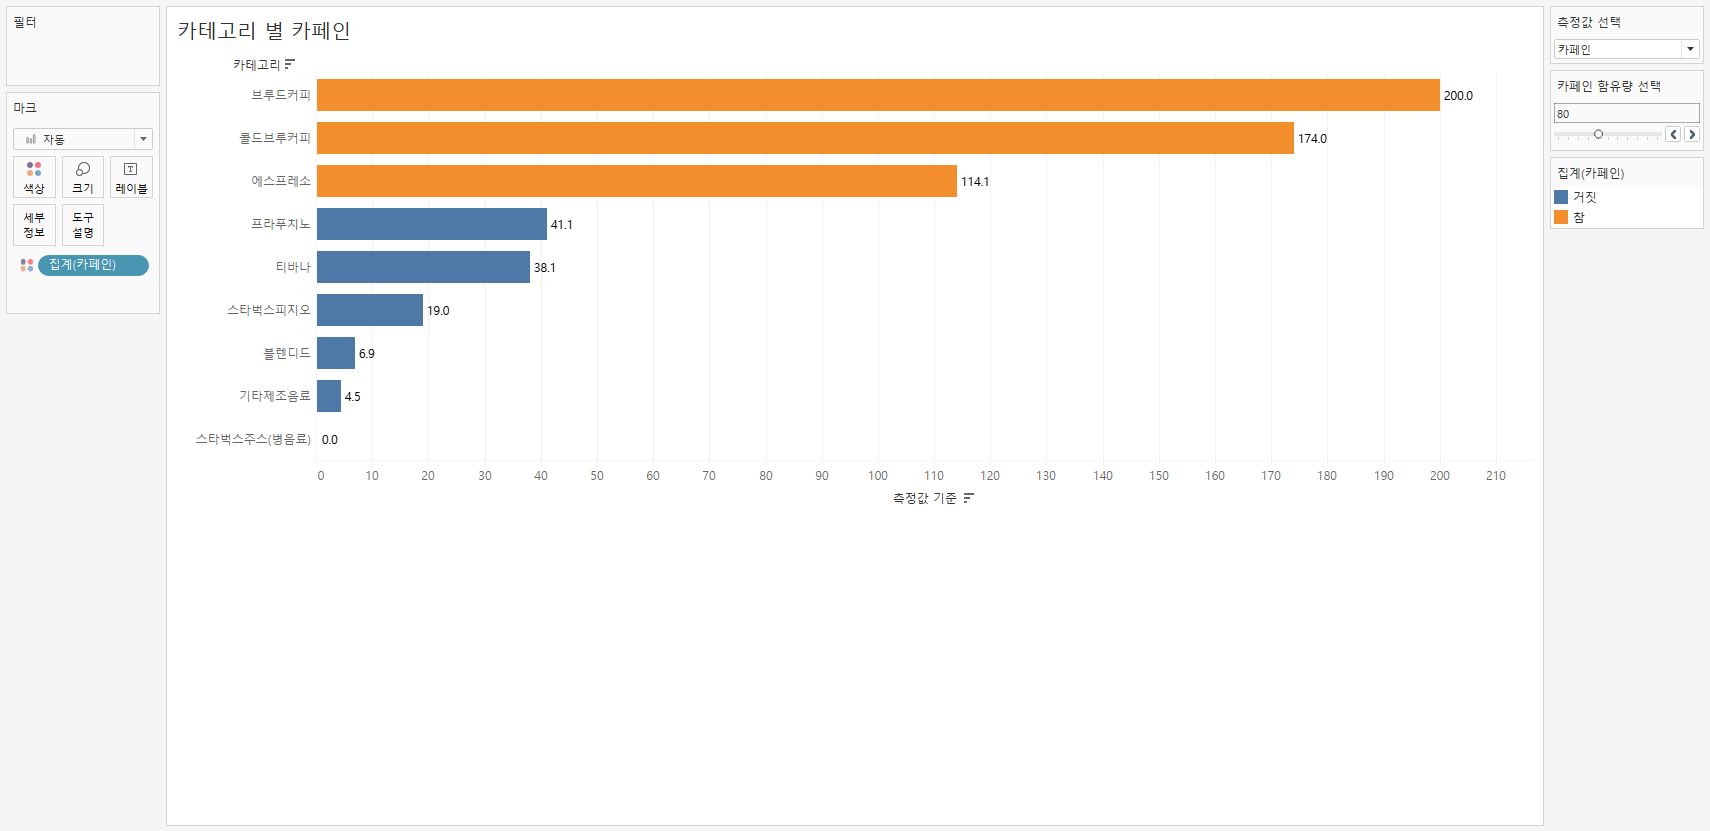 필터
마크
자동
색상 크기 레이블
세부 정보 도구 설명
집계(카페인)
카테고리 별 카페인
카테고리
브루드커피 200.0
콜드브루커피 174.0
에스프레소 114.1
프라푸치노 41.1
티바나 38.1
스타벅스피지오 19.0
블렌디드 6.9
기타제조음료 4.5
스타벅스주스(병음료) 0.0
0 10 20 30 40 50 60 70 80 90 100 110 120 130 140 150 160 170 180 190 200 210
측정값 기준
측정값 선택
카페인
카페인 함유량 선택
80
집계(카페인)
거짓
참